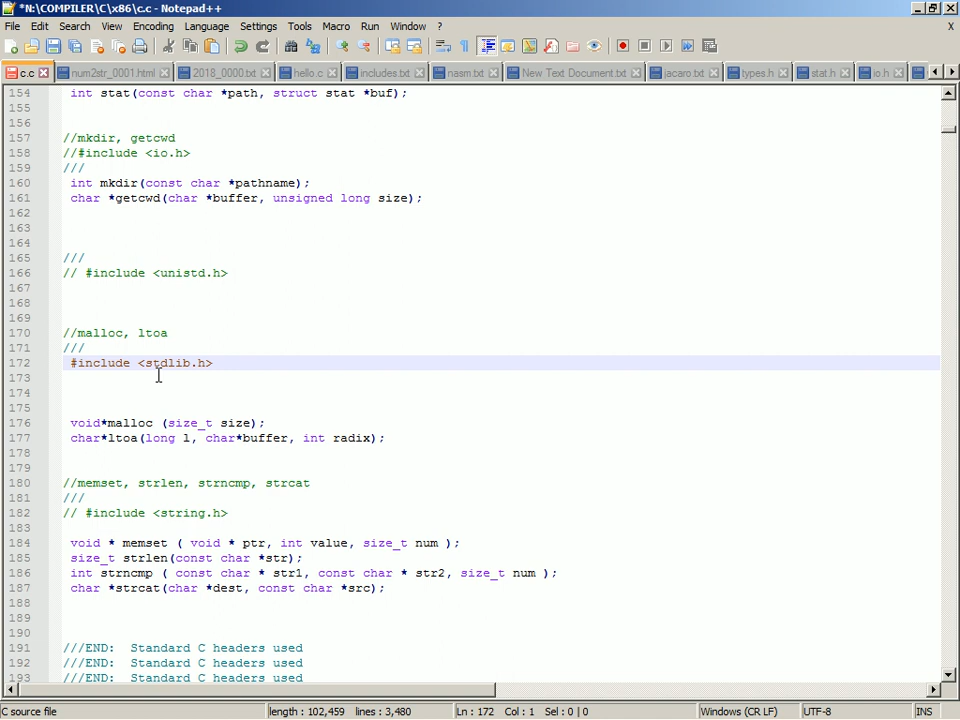 *N:\COMPILER\C\x86\c.c - Notepad++
File Edit Search View Encoding Language Settings Tools Macro Run Window ? X
c.c num2str_0001.html 2018_0000.txt hello.c includes.txt nasm.txt New Text Document.txt jacaro.txt types.h stat.h io.h
154 int stat(const char *path, struct stat *buf);
155
156
157 //mkdir, getcwd
158 //#include <io.h>
159 ///
160 int mkdir(const char *pathname);
161 char *getcwd(char *buffer, unsigned long size);
162
163
164
165 ///
166 // #include <unistd.h>
167
168
169
170 //malloc, ltoa
171 ///
172 #include <stdlib.h>
173
174
175
176 void*malloc (size_t size);
177 char*ltoa(long l, char*buffer, int radix);
178
179
180 //memset, strlen, strncmp, strcat
181 ///
182 // #include <string.h>
183
184 void * memset ( void * ptr, int value, size_t num );
185 size_t strlen(const char *str);
186 int strncmp ( const char * str1, const char * str2, size_t num );
187 char *strcat(char *dest, const char *src);
188
189
190
191 ///END:  Standard C headers used
192 ///END:  Standard C headers used
193 ///END:  Standard C headers used
C source file length : 102,459 lines : 3,480 Ln : 172 Col : 1 Sel : 0 | 0 Windows (CR LF) UTF-8 INS